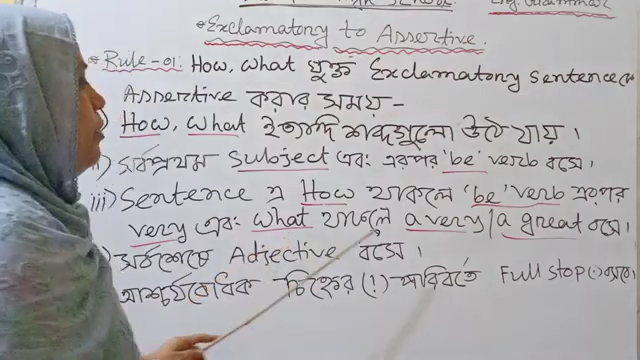 Eng. Grammar
*Exclamatory to Assertive.
*Rule-01: How, What যুক্ত Exclamatory Sentence কে
Assertive করার সময় -
How, What ইত্যাদি শব্দগুলো উঠে যায়।
সর্বপ্রথম Subject এবং এরপর 'be' verb বসে।
iii) Sentence এ How থাকলে 'be' verb এরপর
very এবং What থাকলে a very/a great বসে।
সর্বশেষে Adjective বসে।
আশ্চর্যবোধক চিহ্নের (!) পরিবর্তে Full stop (.)